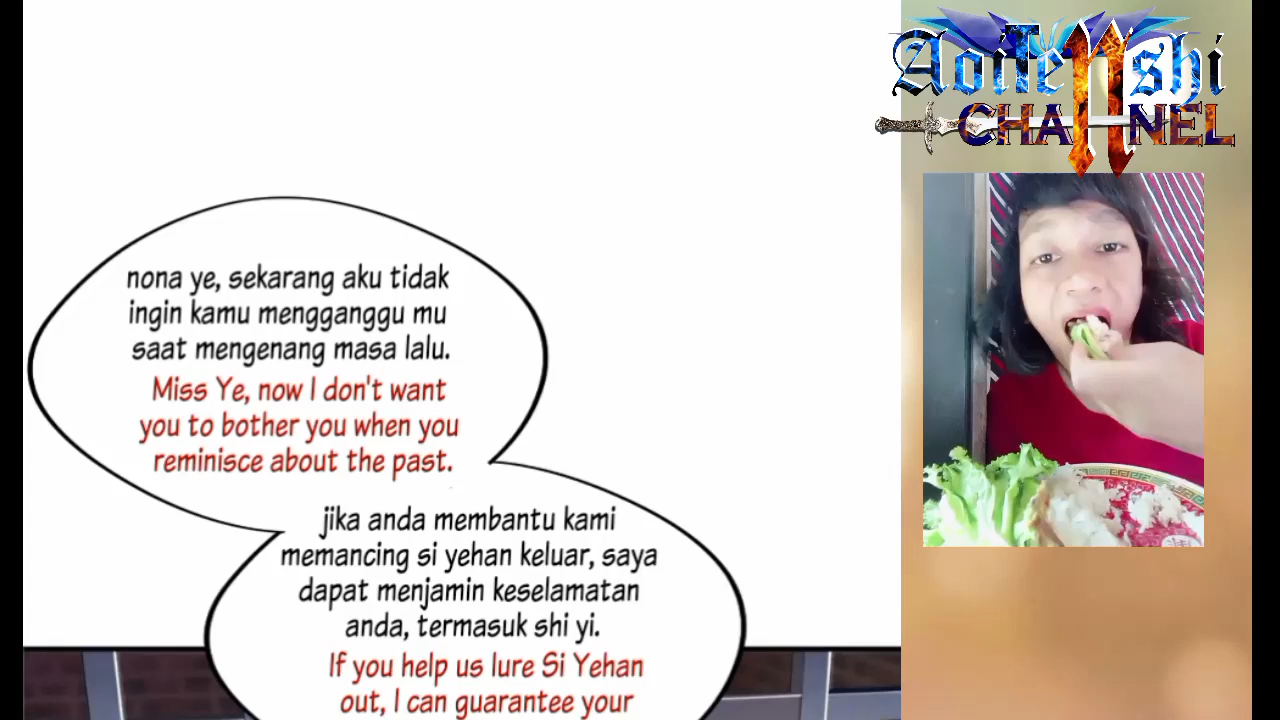 AoiTenshi
CHANNEL
nona ye, sekarang aku tidak
ingin kamu mengganggu mu
saat mengenang masa lalu.
Miss Ye, now I don't want
you to bother you when you
reminisce about the past.
jika anda membantu kami
memancing si yehan keluar, saya
dapat menjamin keselamatan
anda, termasuk shi yi.
If you help us lure Si Yehan
out, I can guarantee your